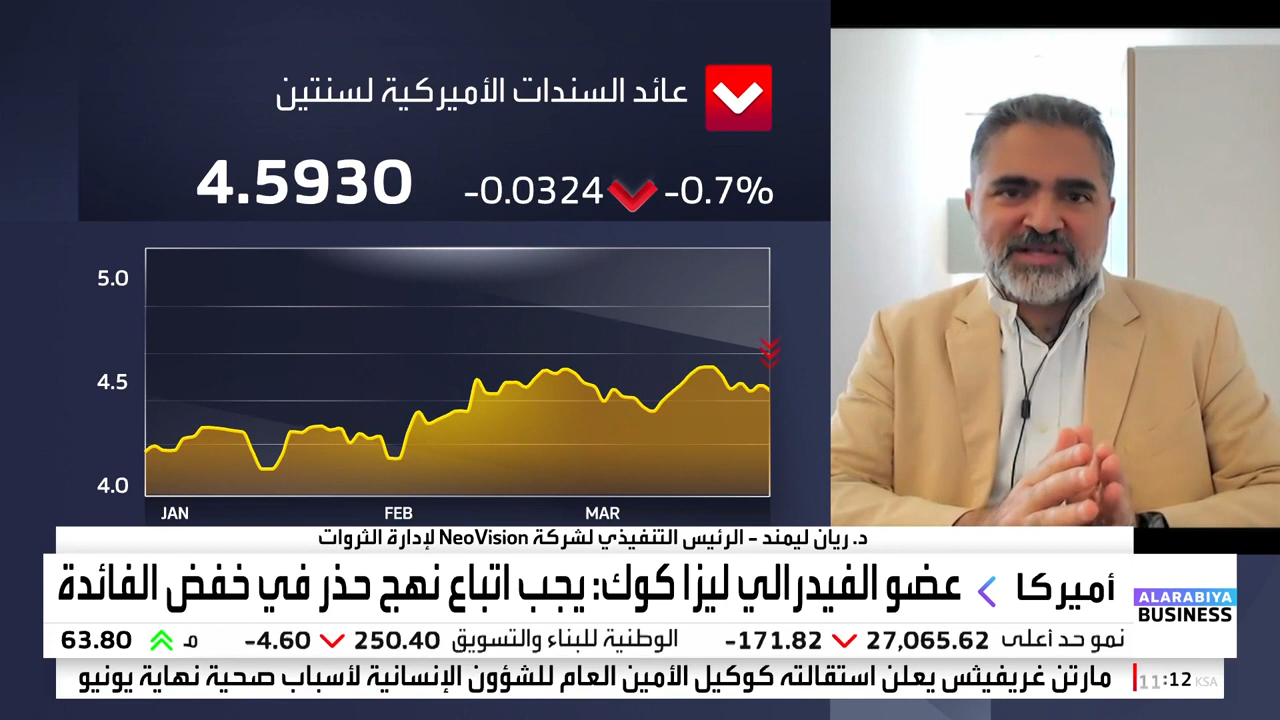 عائد السندات الأميركية لسنتين
4.5930 -0.0324 -0.7%
5.0
4.5
4.0
JAN FEB MAR
د. ريان ليمند - الرئيس التنفيذي لشركة NeoVision لإدارة الثروات
أميركا عضو الفيدرالي ليزا كوك: يجب اتباع نهج حذر في خفض الفائدة
ALARABIYA
BUSINESS
نمو حد أعلى 27,065.62 -171.82 الوطنية للبناء والتسويق 250.40 -4.60 مـ 63.80
مارتن غريفيثس يعلن استقالته كوكيل الأمين العام للشؤون الإنسانية لأسباب صحية نهاية يونيو
11:12 KSA